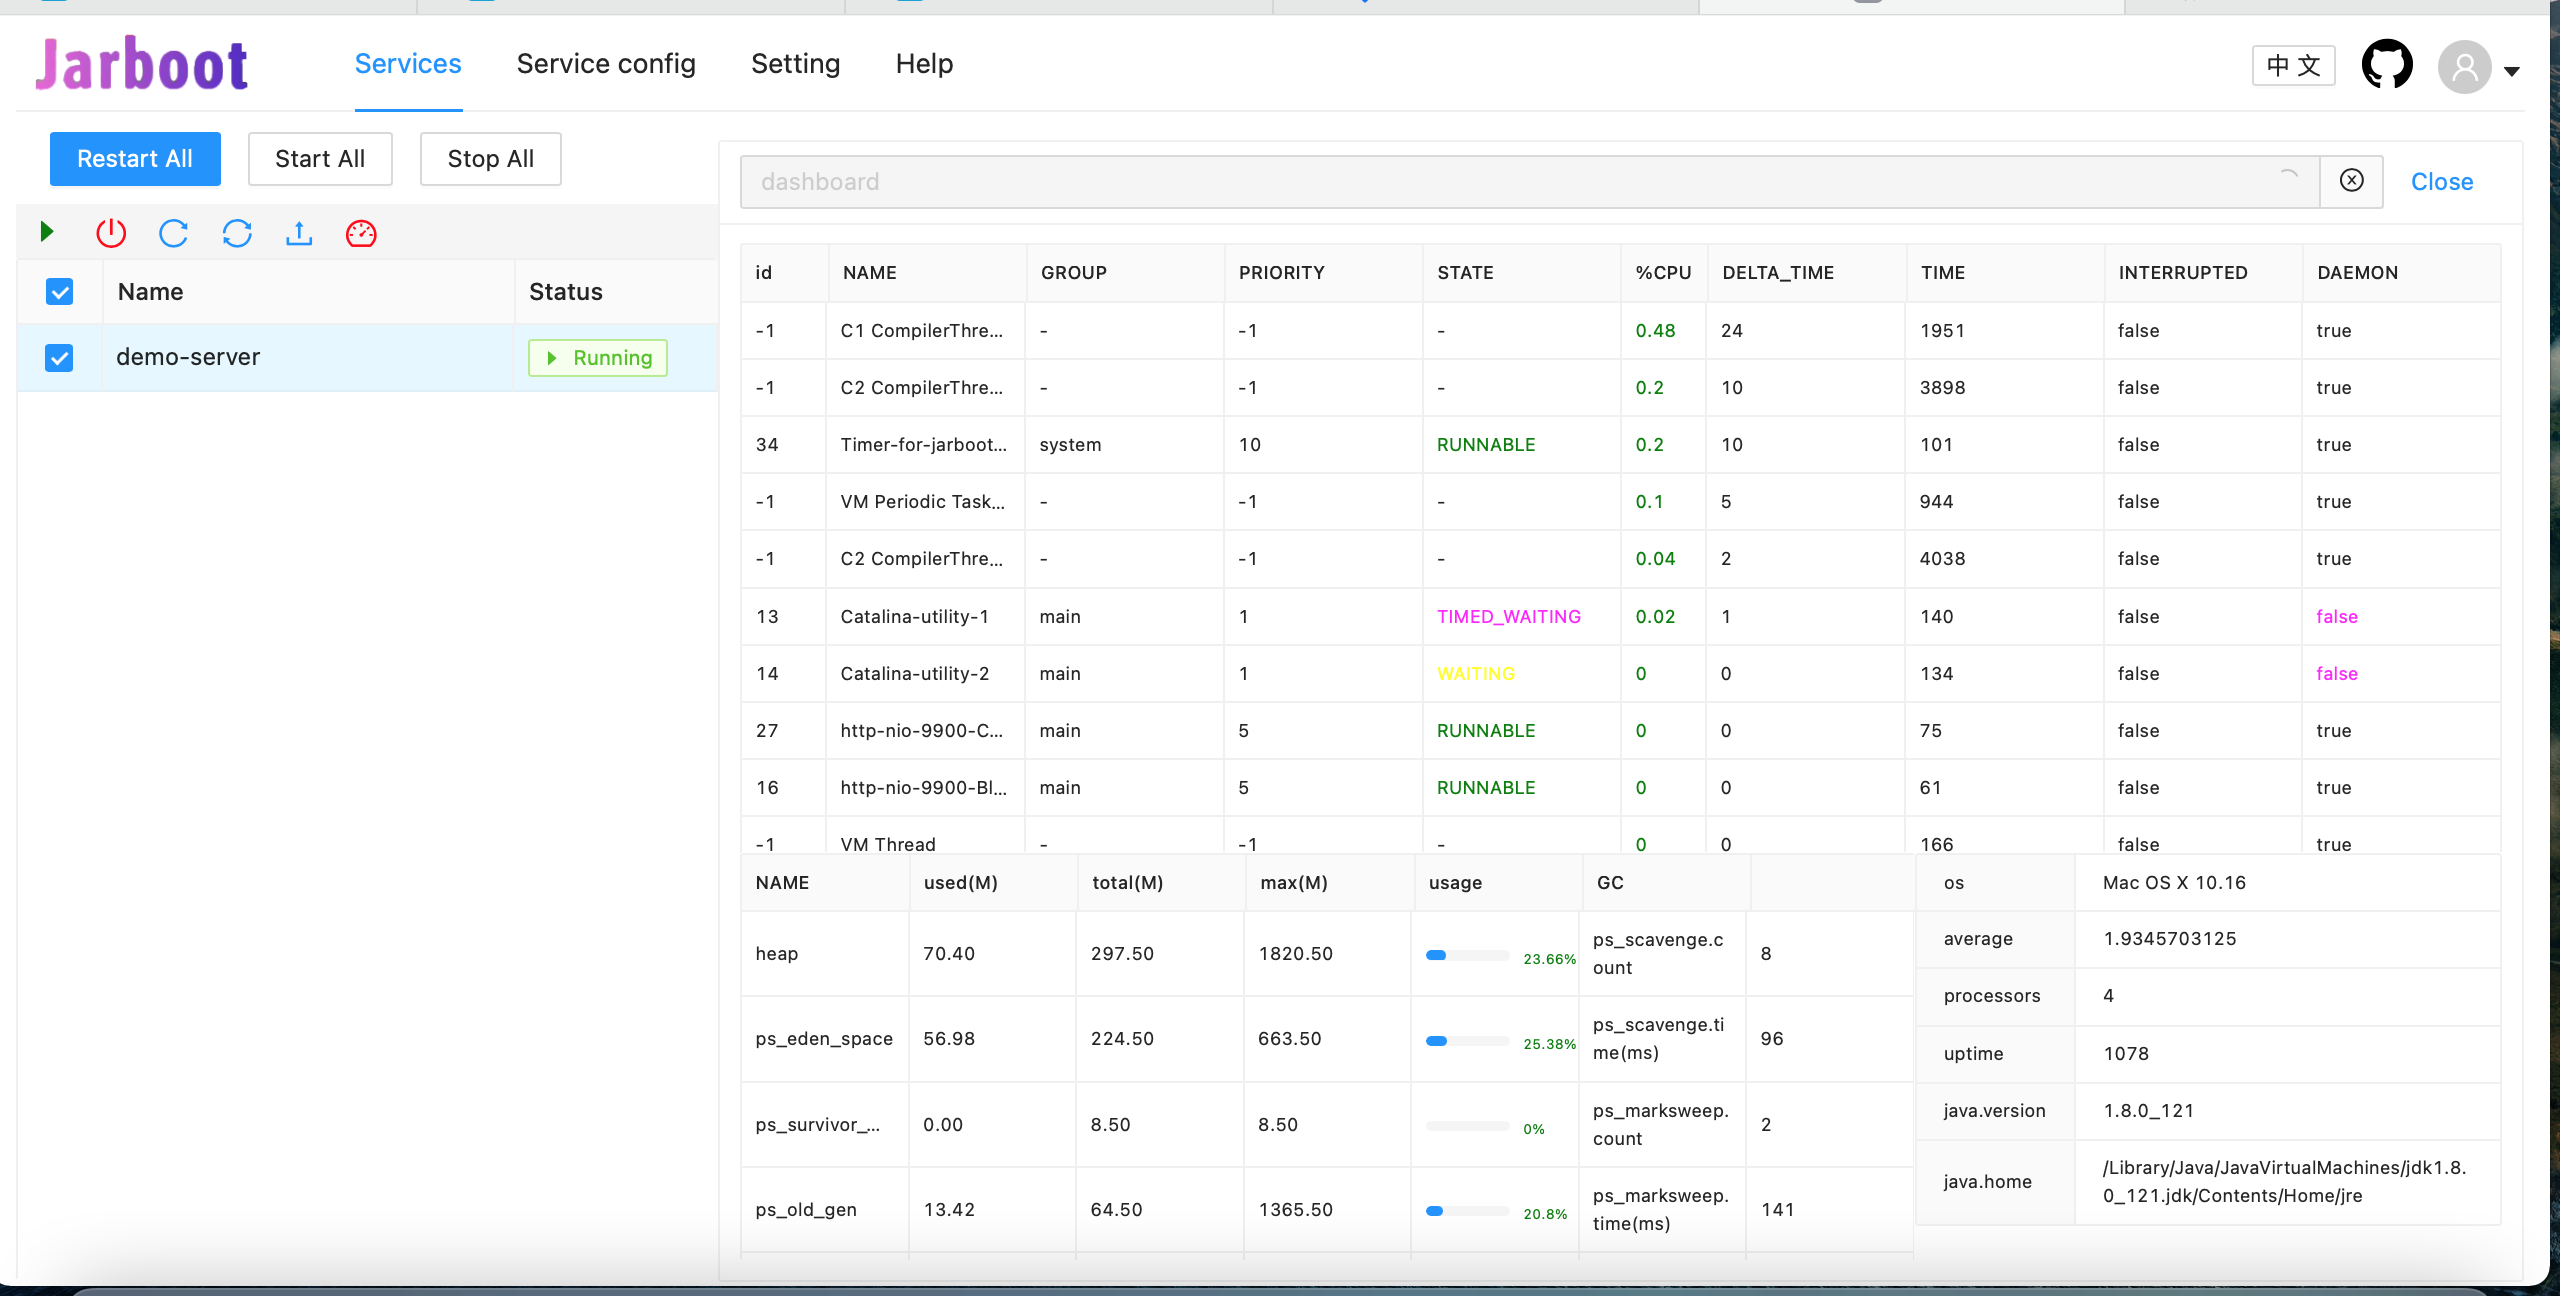 Jarboot Services Service config Setting Help 中 文
Restart All Start All Stop All
dashboard Close
Name Status
demo-server Running
id NAME GROUP PRIORITY STATE %CPU DELTA_TIME TIME INTERRUPTED DAEMON
-1 C1 CompilerThre... - -1 - 0.48 24 1951 false true
-1 C2 CompilerThre... - -1 - 0.2 10 3898 false true
34 Timer-for-jarboot... system 10 RUNNABLE 0.2 10 101 false true
-1 VM Periodic Task... - -1 - 0.1 5 944 false true
-1 C2 CompilerThre... - -1 - 0.04 2 4038 false true
13 Catalina-utility-1 main 1 TIMED_WAITING 0.02 1 140 false false
14 Catalina-utility-2 main 1 WAITING 0 0 134 false false
27 http-nio-9900-C... main 5 RUNNABLE 0 0 75 false true
16 http-nio-9900-Bl... main 5 RUNNABLE 0 0 61 false true
-1 VM Thread - -1 - 0 0 166 false true
NAME used(M) total(M) max(M) usage GC
heap 70.40 297.50 1820.50 23.66% ps_scavenge.c
ount 8
ps_eden_space 56.98 224.50 663.50 25.38% ps_scavenge.ti
me(ms) 96
ps_survivor_... 0.00 8.50 8.50 0% ps_marksweep.
count 2
ps_old_gen 13.42 64.50 1365.50 20.8% ps_marksweep.
time(ms) 141
os Mac OS X 10.16
average 1.9345703125
processors 4
uptime 1078
java.version 1.8.0_121
java.home /Library/Java/JavaVirtualMachines/jdk1.8.
0_121.jdk/Contents/Home/jre